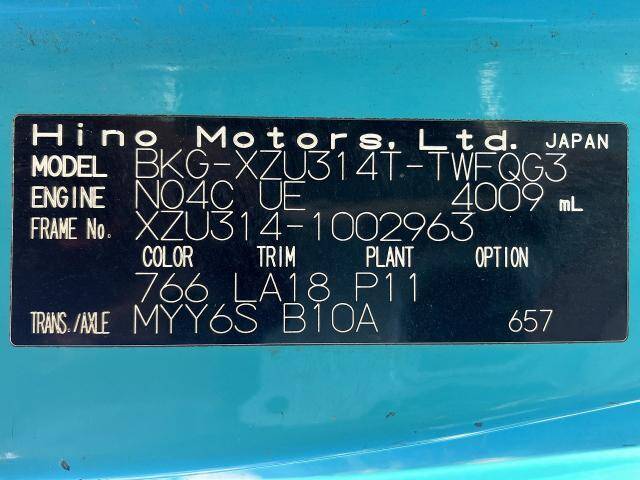 Hino Motors, Ltd. JAPAN
MODEL BKG-XZU314T-TWFQG3
ENGINE N04C UE 4009 mL
FRAME No. XZU314-1002963
COLOR TRIM PLANT OPTION
766 LA18 P11
TRANS./AXLE MYY6S B10A 657